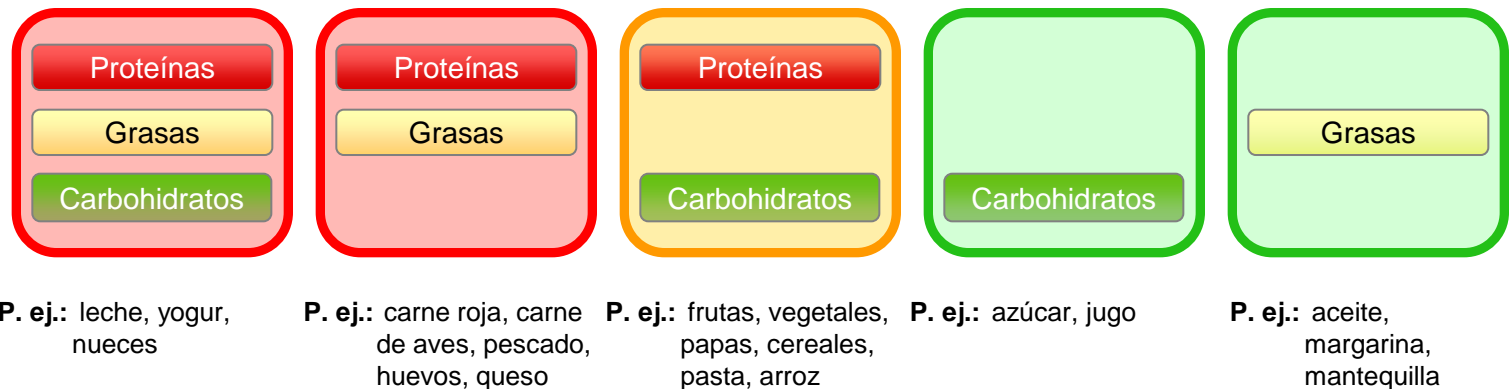 Proteínas
Grasas
Carbohidratos
Proteínas
Grasas
Proteínas
Carbohidratos
Carbohidratos
Grasas
P. ej.: leche, yogur,
nueces
P. ej.: carne roja, carne
de aves, pescado,
huevos, queso
P. ej.: frutas, vegetales,
papas, cereales,
pasta, arroz
P. ej.: azúcar, jugo
P. ej.: aceite,
margarina,
mantequilla